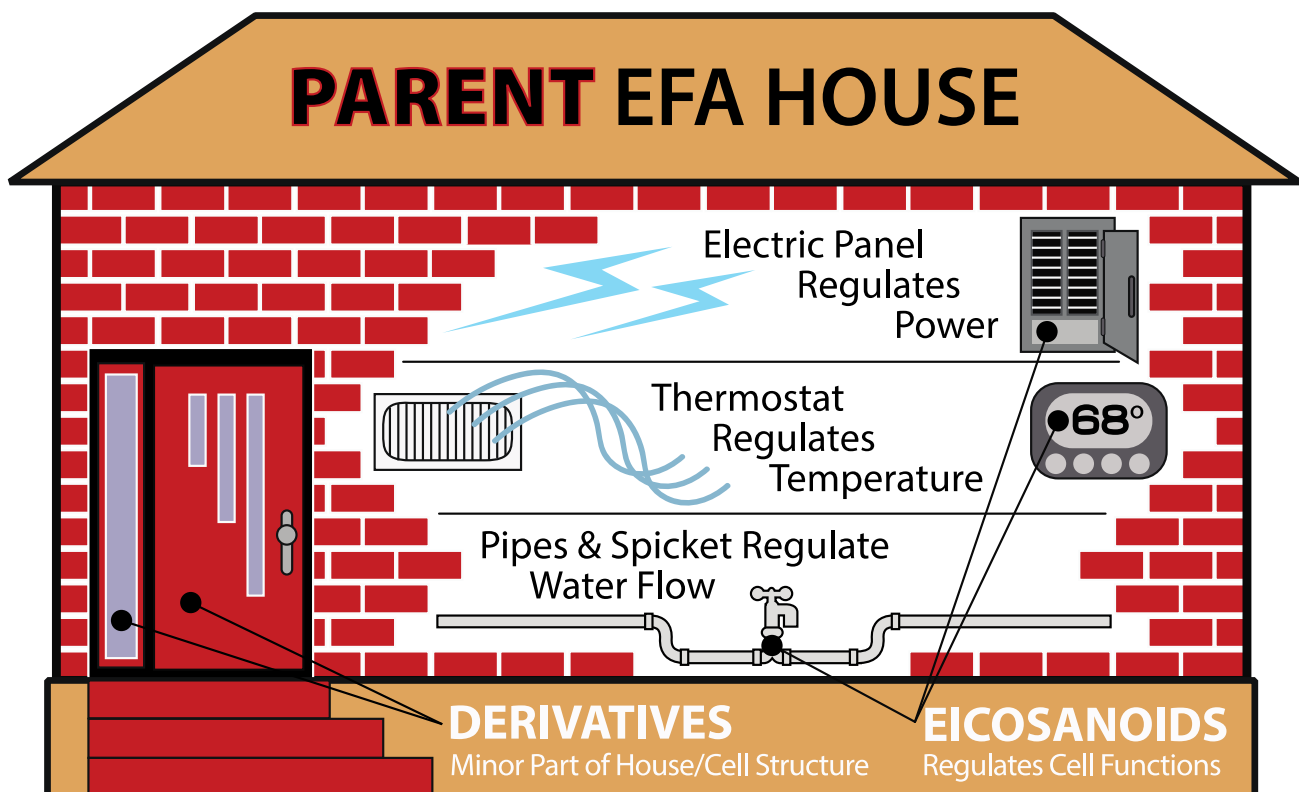 PARENT EFA HOUSE
Electric Panel
Regulates
Power
Thermostat
Regulates
Temperature
68°
Pipes & Spicket Regulate
Water Flow
DERIVATIVES
Minor Part of House/Cell Structure
EICOSANOIDS
Regulates Cell Functions